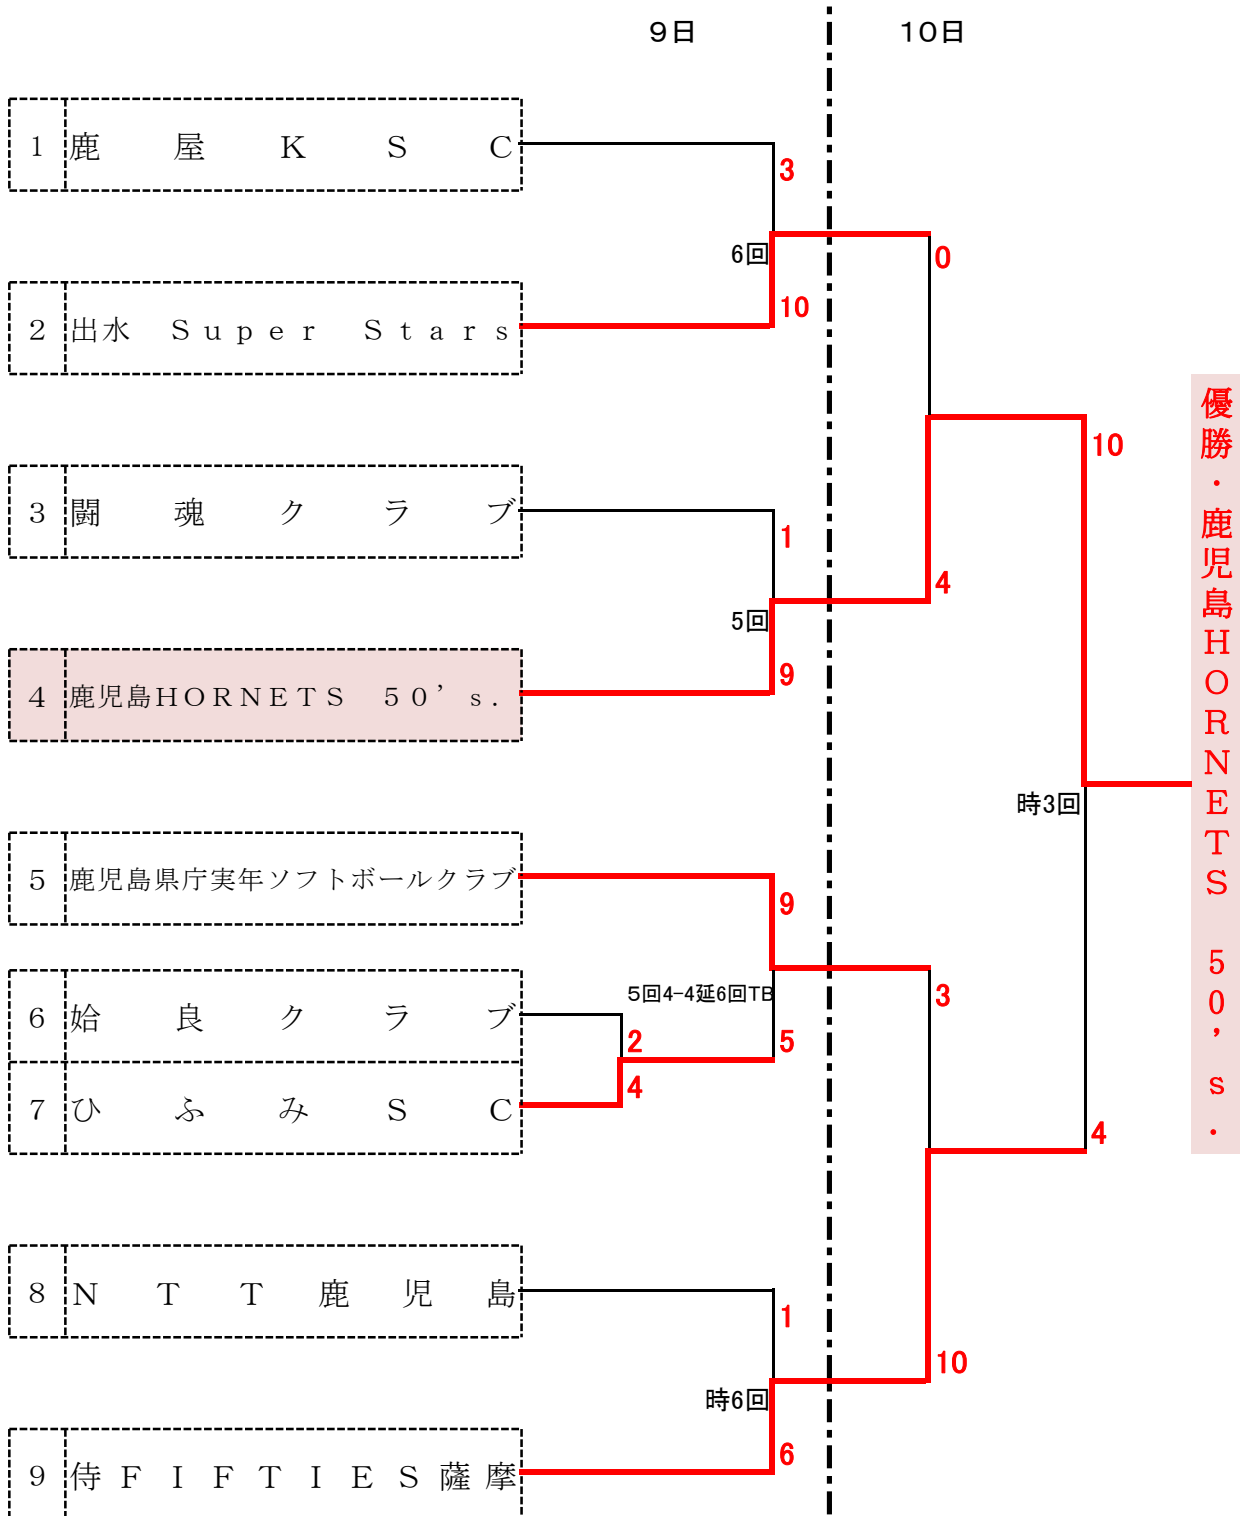 9日 10日
1 鹿屋KSC
3
6回
0
10
2 出水 Super Stars
10
3 闘魂クラブ
1
4
5回
9
4 鹿児島HORNETS 50’s.
優勝・鹿児島HORNETS 50’s.
時3回
5 鹿児島県庁実年ソフトボールクラブ
9
5回4-4延6回TB
3
6 姶良クラブ
2
5
4
7 ひふみSC
4
8 NTT鹿児島
1
10
時6回
6
9 侍FIFTIES薩摩